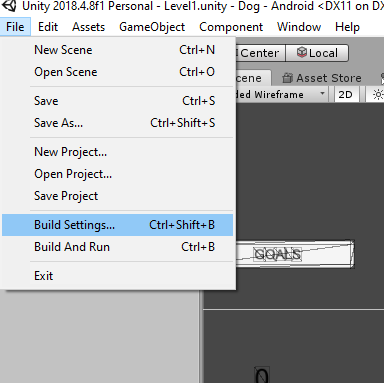 Unity 2018.4.8f1 Personal - Level1.unity - Dog - Android <DX11 on DX
File Edit Assets GameObject Component Window
New Scene Ctrl+N
Open Scene Ctrl+O
Save Ctrl+S
Save As... Ctrl+Shift+S
New Project...
Open Project...
Save Project
Build Settings... Ctrl+Shift+B
Build And Run Ctrl+B
Exit
Center Local
cene Asset Store
ded Wireframe 2D
GOALS
0